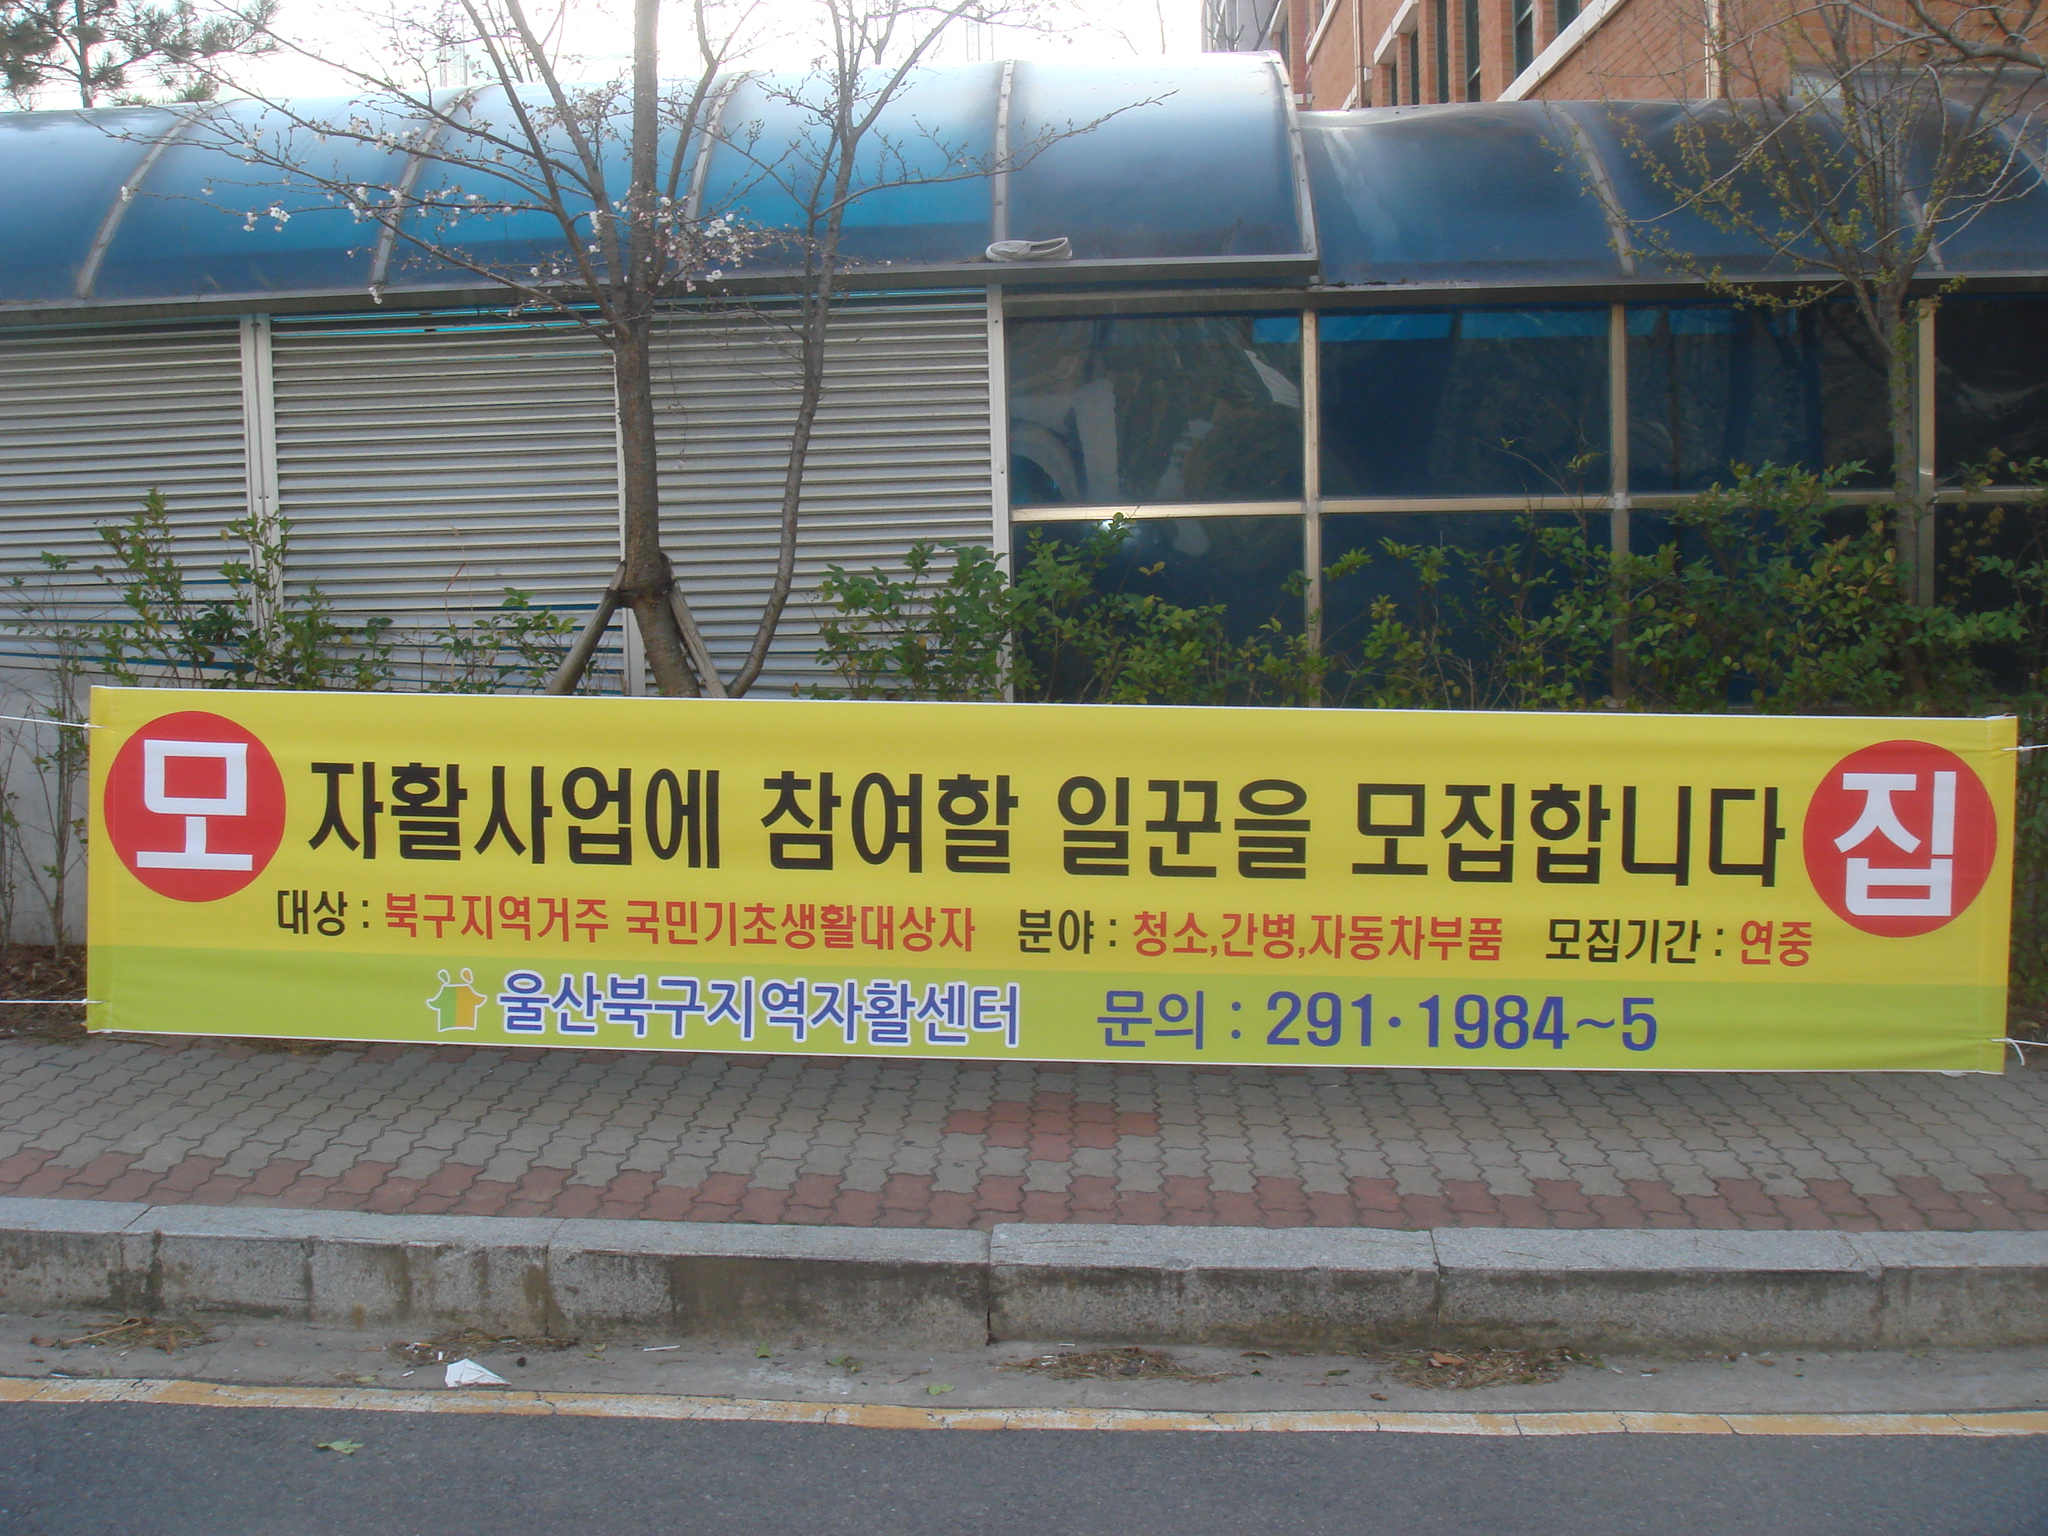 모 자활사업에 참여할 일꾼을 모집합니다 집
대상 : 북구지역거주 국민기초생활대상자 분야 : 청소,간병,자동차부품 모집기간 : 연중
울산북구지역자활센터 문의 : 291·1984~5